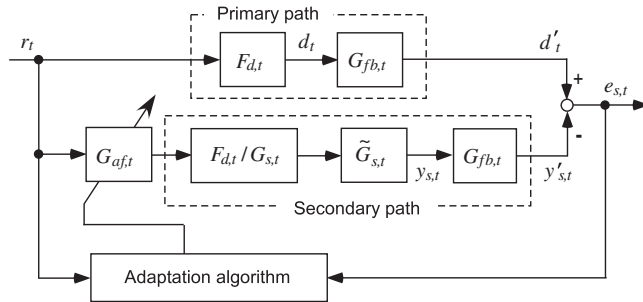 Primary path
r_t
F_{d,t}
d_t
G_{fb,t}
d'_t
+
e_{s,t}
-
G_{af,t}
F_{d,t}/G_{s,t}
G̃_{s,t}
y_{s,t}
G_{fb,t}
y'_{s,t}
Secondary path
Adaptation algorithm